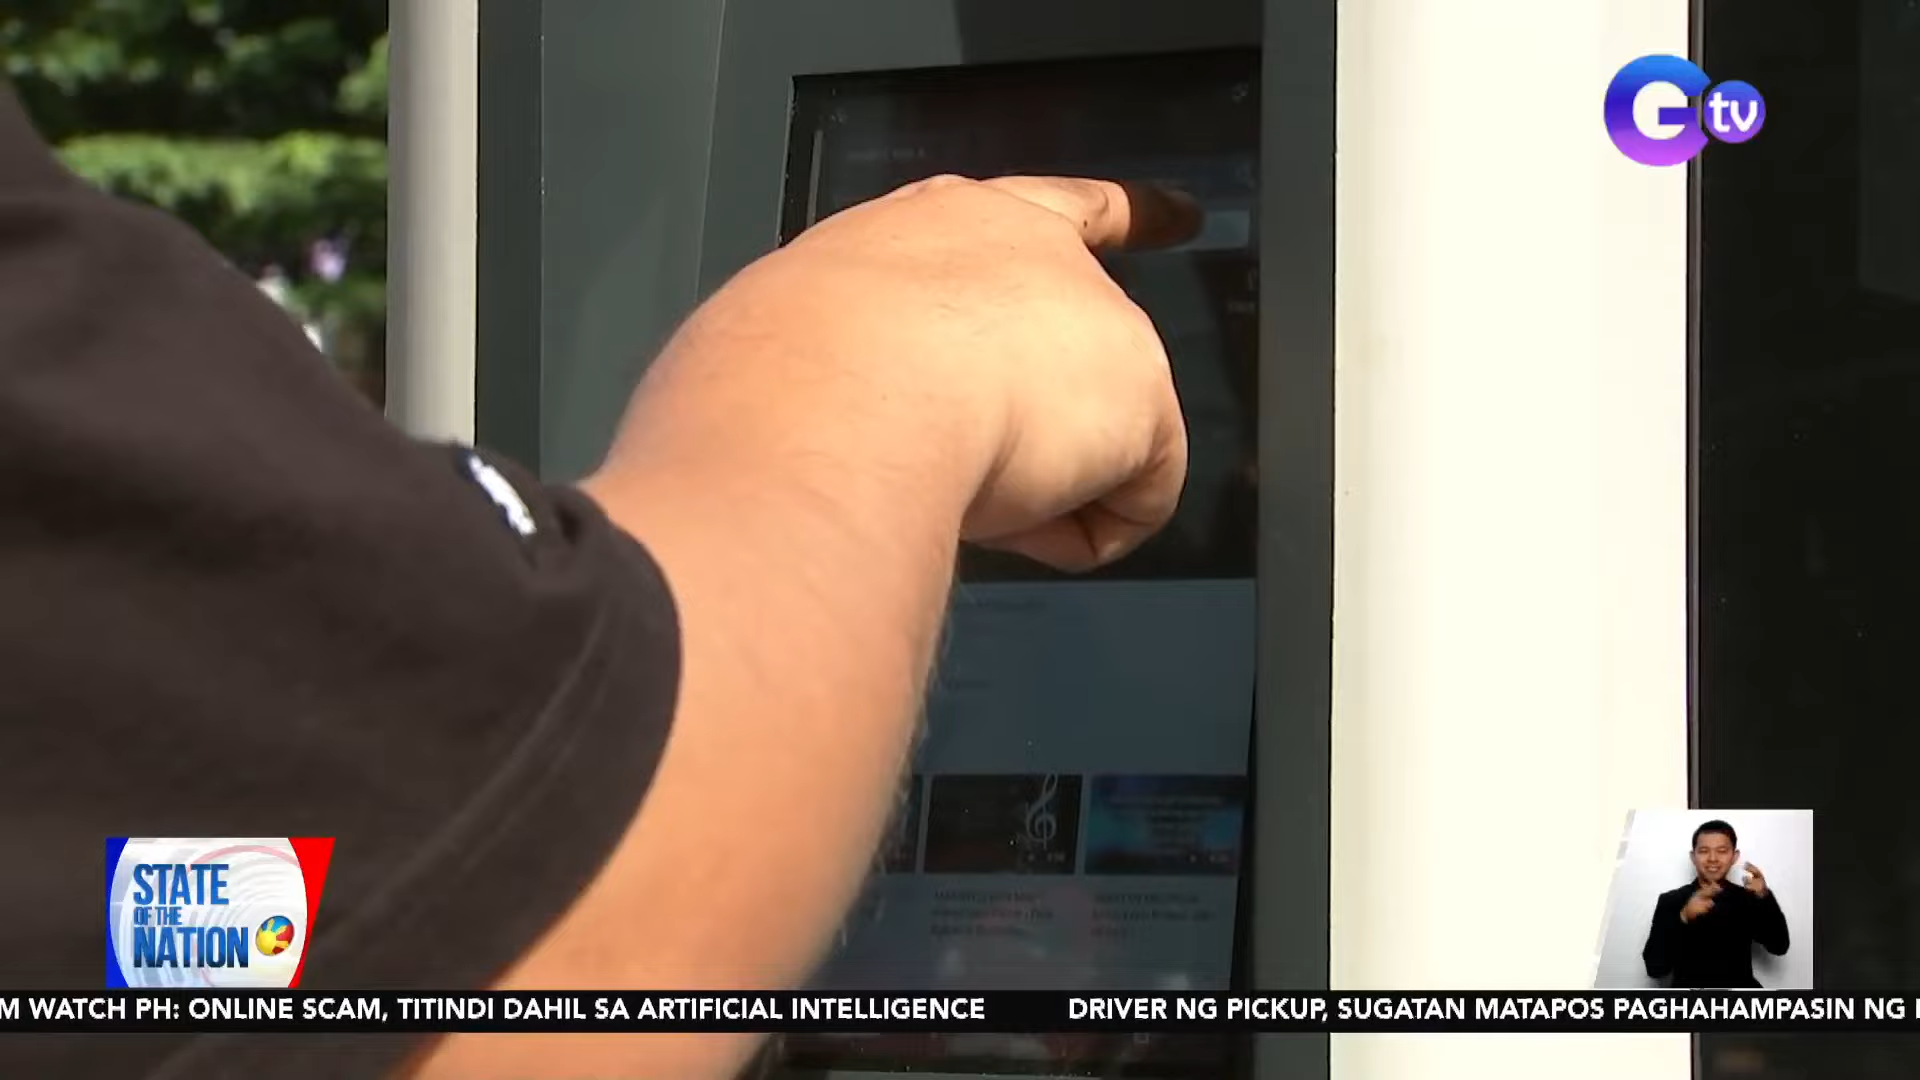 G tv
STATE
OF THE
NATION
M WATCH PH: ONLINE SCAM, TITINDI DAHIL SA ARTIFICIAL INTELLIGENCE
DRIVER NG PICKUP, SUGATAN MATAPOS PAGHAHAMPASIN NG